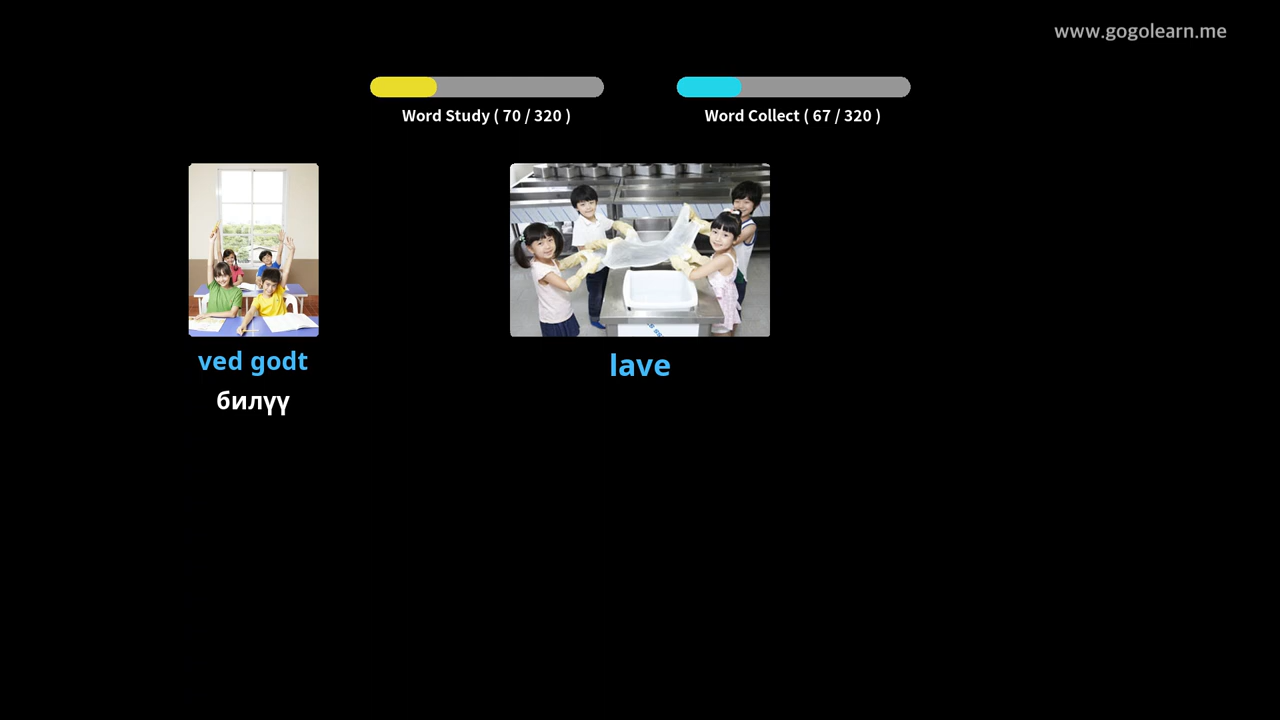 www.gogolearn.me
Word Study ( 70 / 320 )
Word Collect ( 67 / 320 )
ved godt
билүү
lave